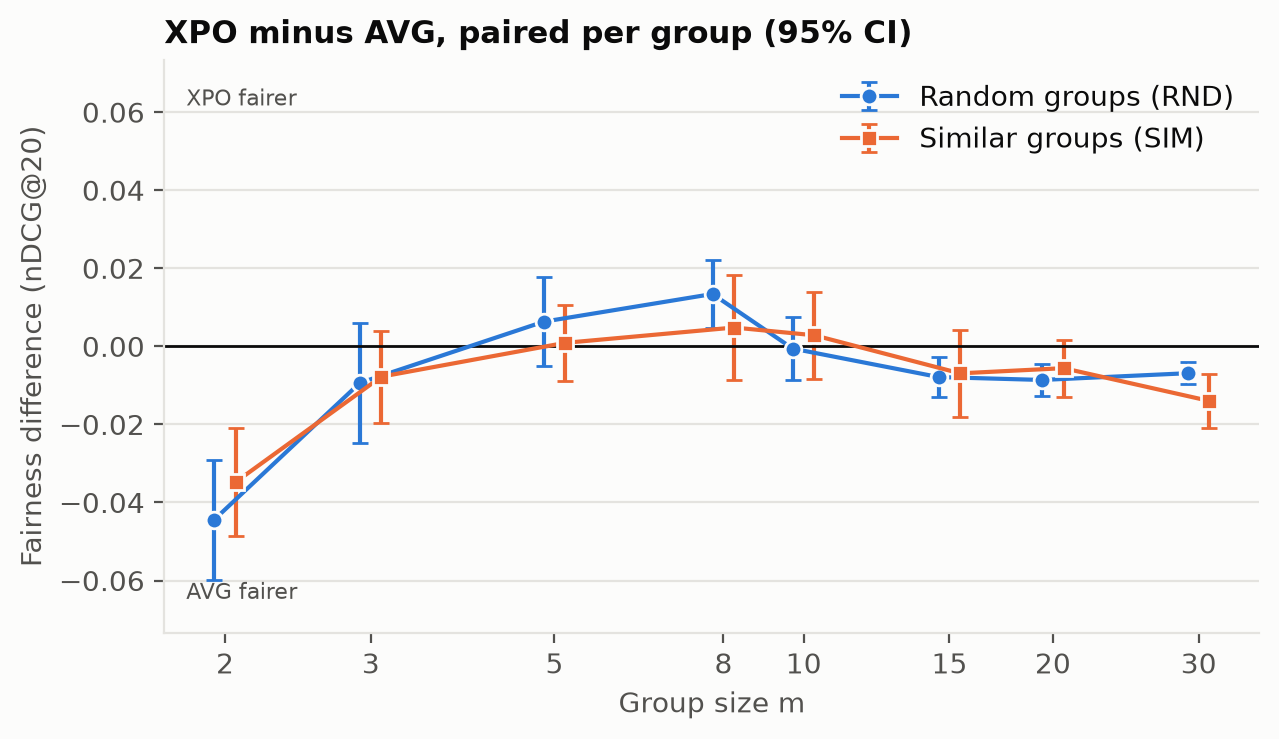 XPO minus AVG, paired per group (95% CI)
XPO fairer
Random groups (RND)
Similar groups (SIM)
Fairness difference (nDCG@20)
0.06
0.04
0.02
0.00
−0.02
−0.04
−0.06
AVG fairer
2 3 5 8 10 15 20 30
Group size m